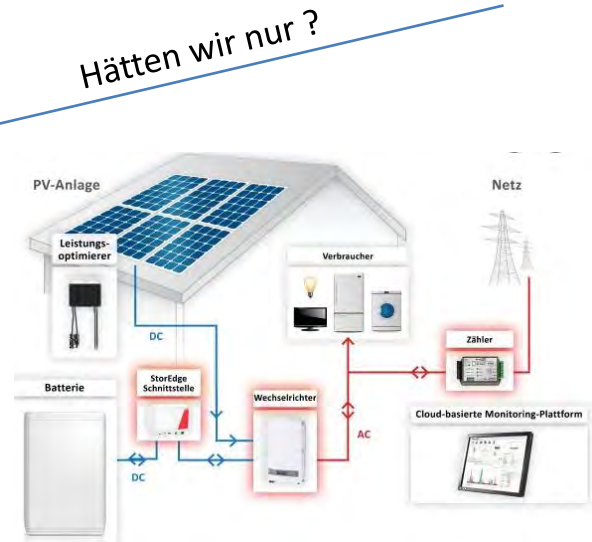 Hätten wir nur ?
PV-Anlage
Netz
Leistungs-
optimierer
Verbraucher
DC
Zähler
StorEdge
Schnittstelle
Batterie
Wechselrichter
AC
Cloud-basierte Monitoring-Plattform
DC